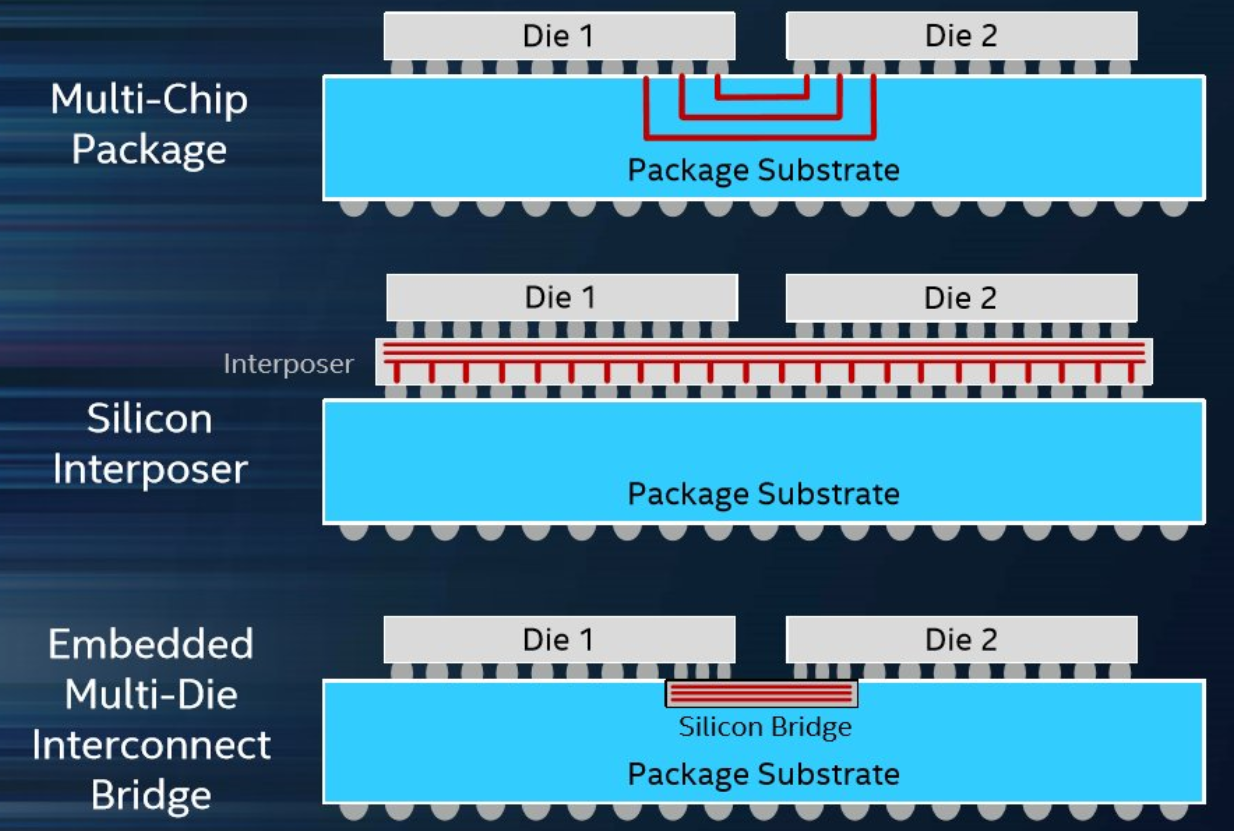 Multi-Chip
Package
Die 1
Die 2
Package Substrate
Silicon
Interposer
Interposer
Die 1
Die 2
Package Substrate
Embedded
Multi-Die
Interconnect
Bridge
Die 1
Die 2
Silicon Bridge
Package Substrate